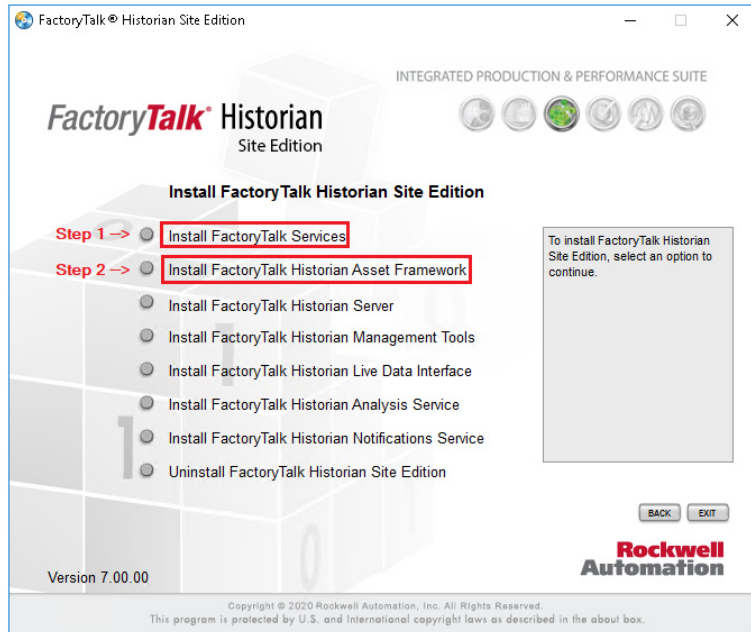 FactoryTalk® Historian Site Edition
INTEGRATED PRODUCTION & PERFORMANCE SUITE
FactoryTalk® Historian
Site Edition
Install FactoryTalk Historian Site Edition
Step 1 --> Install FactoryTalk Services
Step 2 --> Install FactoryTalk Historian Asset Framework
Install FactoryTalk Historian Server
Install FactoryTalk Historian Management Tools
Install FactoryTalk Historian Live Data Interface
Install FactoryTalk Historian Analysis Service
Install FactoryTalk Historian Notifications Service
Uninstall FactoryTalk Historian Site Edition
To install FactoryTalk Historian
Site Edition, select an option to
continue.
BACK EXIT
Rockwell
Automation
Version 7.00.00
Copyright © 2020 Rockwell Automation, Inc. All Rights Reserved.
This program is protected by U.S. and International copyright laws as described in the about box.